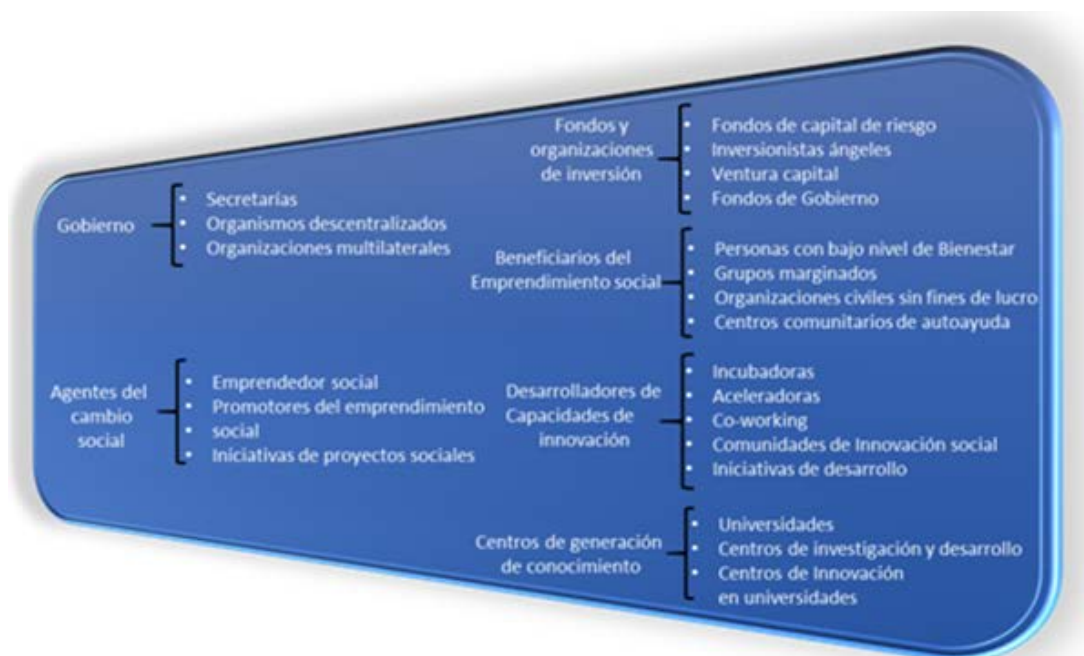 Gobierno
• Secretarías
• Organismos descentralizados
• Organizaciones multilaterales
Agentes del
cambio
social
• Emprendedor social
• Promotores del emprendimiento
• social
• Iniciativas de proyectos sociales
Fondos y
organizaciones
de inversión
• Fondos de capital de riesgo
• Inversionistas ángeles
• Ventura capital
• Fondos de Gobierno
Beneficiarios del
Emprendimiento social
• Personas con bajo nivel de Bienestar
• Grupos marginados
• Organizaciones civiles sin fines de lucro
• Centros comunitarios de autoayuda
Desarrolladores de
Capacidades de
innovación
• Incubadoras
• Aceleradoras
• Co-working
• Comunidades de Innovación social
• Iniciativas de desarrollo
Centros de generación
de conocimiento
• Universidades
• Centros de investigación y desarrollo
• Centros de Innovación
en universidades